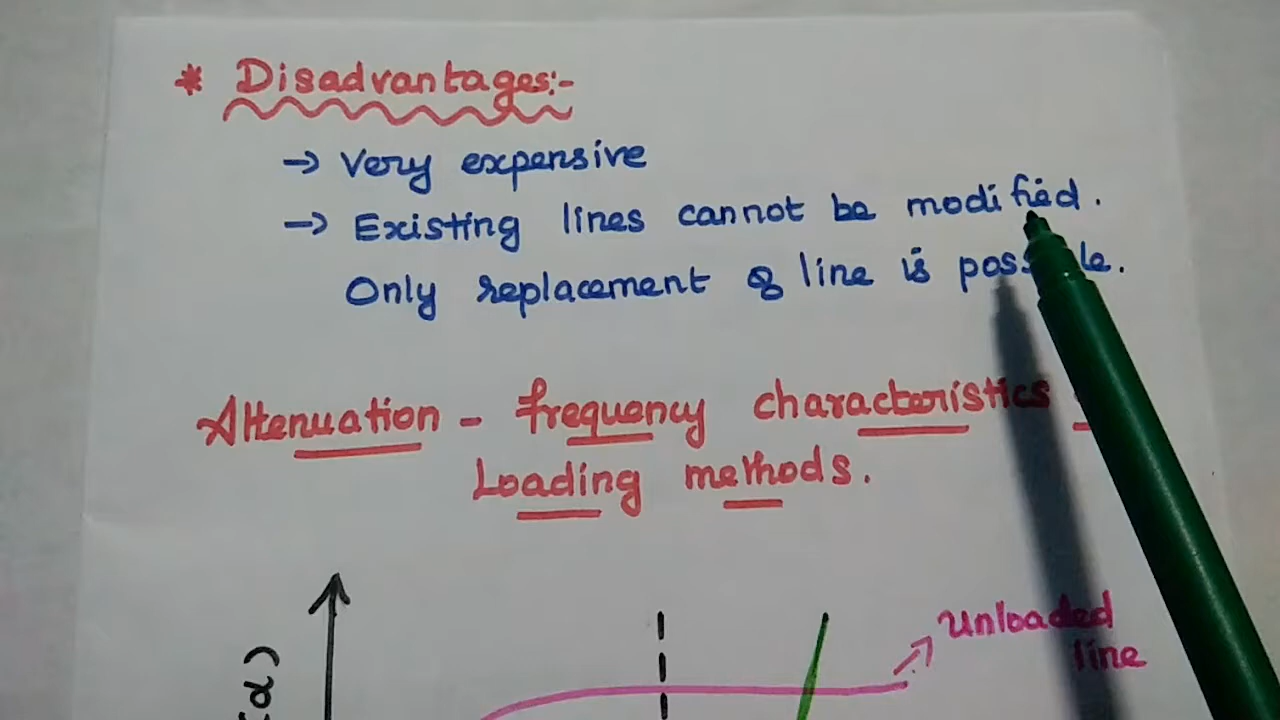 * Disadvantages:-
→ Very expensive
→ Existing lines cannot be modified.
Only replacement of line is possible.
Attenuation - frequency characteristics
Loading methods.
Unloaded
line
(α)